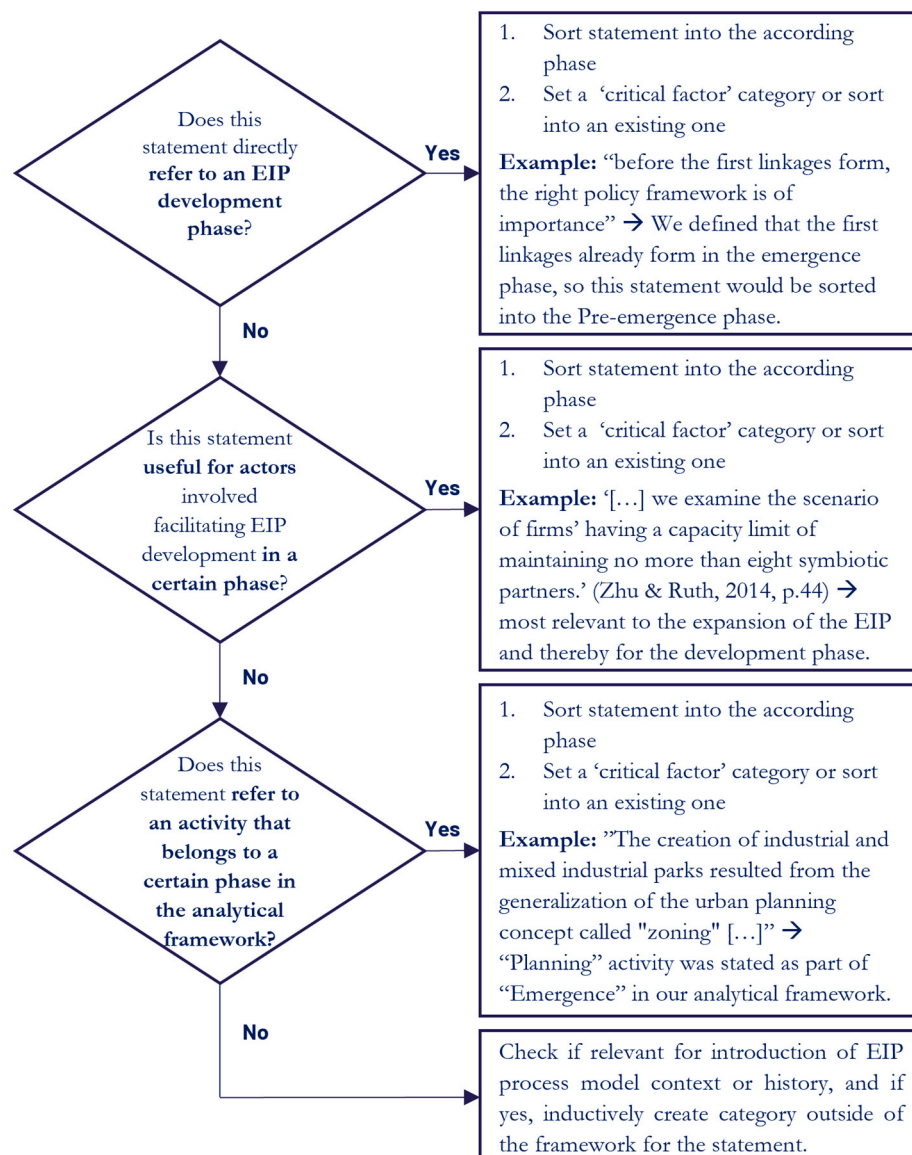 Does this
statement directly
refer to an EIP
development
phase?
Yes
1. Sort statement into the according
phase
2. Set a ‘critical factor’ category or sort
into an existing one
Example: “before the first linkages form,
the right policy framework is of
importance” → We defined that the first
linkages already form in the emergence
phase, so this statement would be sorted
into the Pre-emergence phase.
No
Is this statement
useful for actors
involved
facilitating EIP
development in a
certain phase?
Yes
1. Sort statement into the according
phase
2. Set a ‘critical factor’ category or sort
into an existing one
Example: ‘[…] we examine the scenario
of firms’ having a capacity limit of
maintaining no more than eight symbiotic
partners.’ (Zhu & Ruth, 2014, p.44) →
most relevant to the expansion of the EIP
and thereby for the development phase.
No
Does this
statement refer to
an activity that
belongs to a
certain phase in
the analytical
framework?
Yes
1. Sort statement into the according
phase
2. Set a ‘critical factor’ category or sort
into an existing one
Example: ”The creation of industrial and
mixed industrial parks resulted from the
generalization of the urban planning
concept called "zoning" […]” →
“Planning” activity was stated as part of
“Emergence” in our analytical framework.
No
Check if relevant for introduction of EIP
process model context or history, and if
yes, inductively create category outside of
the framework for the statement.